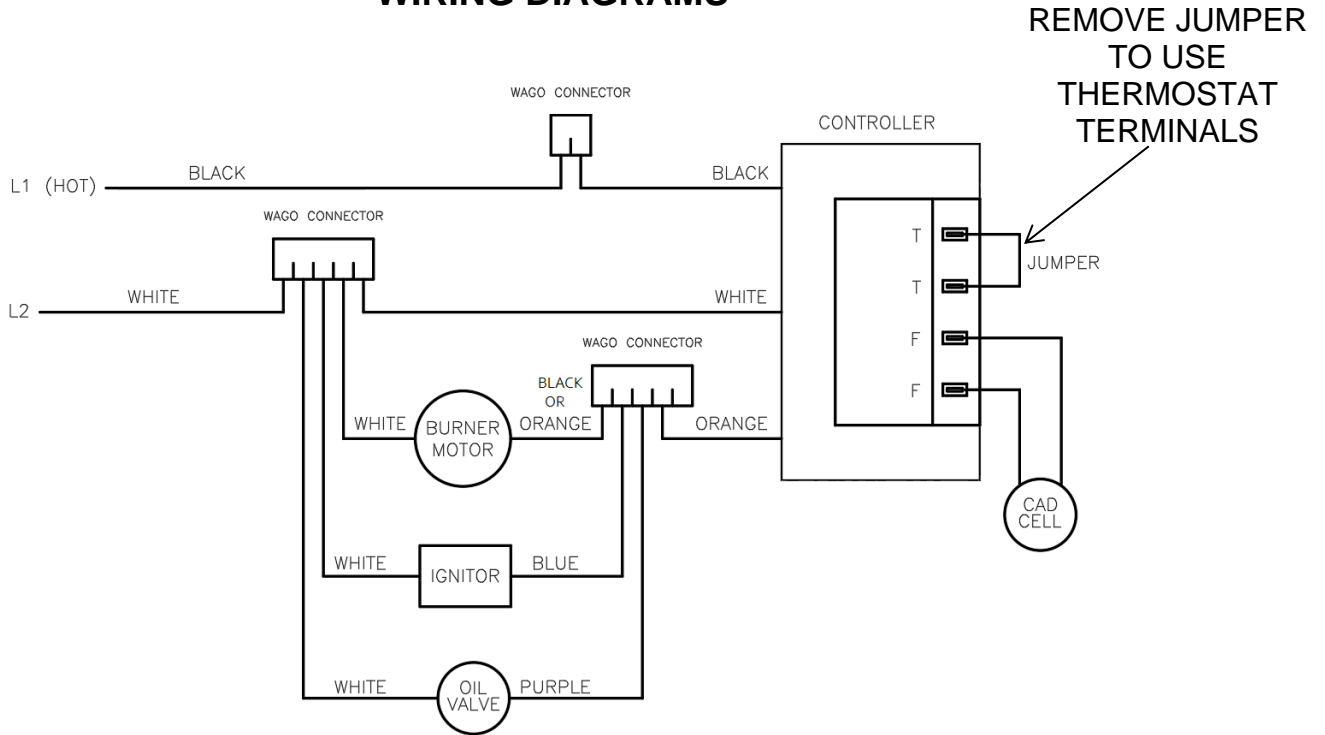 WIRING DIAGRAMS
REMOVE JUMPER
TO USE
THERMOSTAT
TERMINALS
WAGO CONNECTOR
CONTROLLER
L1 (HOT)
BLACK
BLACK
WAGO CONNECTOR
T
JUMPER
T
L2
WHITE
WHITE
F
WAGO CONNECTOR
BLACK
OR
ORANGE
F
WHITE
BURNER
MOTOR
ORANGE
CAD
CELL
WHITE
IGNITOR
BLUE
WHITE
OIL
VALVE
PURPLE